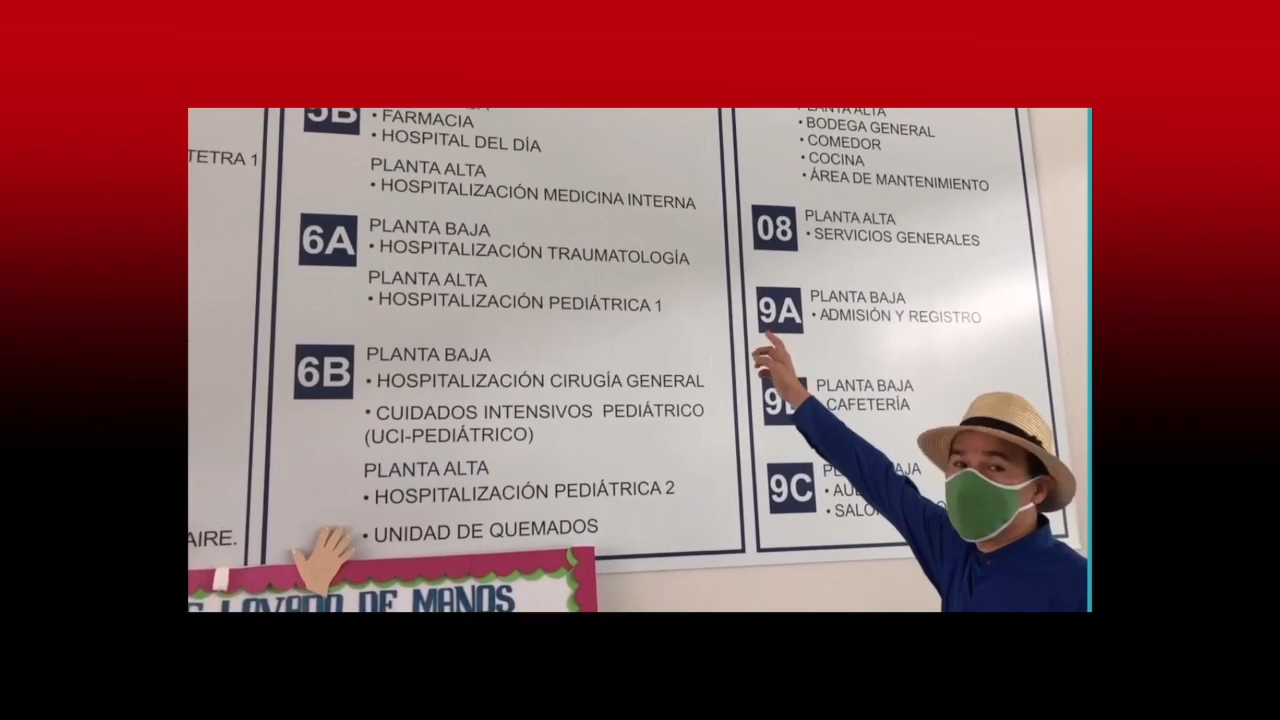 TETRA 1
AIRE.
5B
• FARMACIA
• HOSPITAL DEL DÍA
PLANTA ALTA
• HOSPITALIZACIÓN MEDICINA INTERNA
6A
PLANTA BAJA
• HOSPITALIZACIÓN TRAUMATOLOGÍA
PLANTA ALTA
• HOSPITALIZACIÓN PEDIÁTRICA 1
6B
PLANTA BAJA
• HOSPITALIZACIÓN CIRUGÍA GENERAL
• CUIDADOS INTENSIVOS PEDIÁTRICO
(UCI-PEDIÁTRICO)
PLANTA ALTA
• HOSPITALIZACIÓN PEDIÁTRICA 2
• UNIDAD DE QUEMADOS
PLANTA ALTA
• BODEGA GENERAL
• COMEDOR
• COCINA
• ÁREA DE MANTENIMIENTO
08
PLANTA ALTA
• SERVICIOS GENERALES
9A
PLANTA BAJA
• ADMISIÓN Y REGISTRO
PLANTA BAJA
CAFETERÍA
9C
BAJA
LAVADO DE MANOS